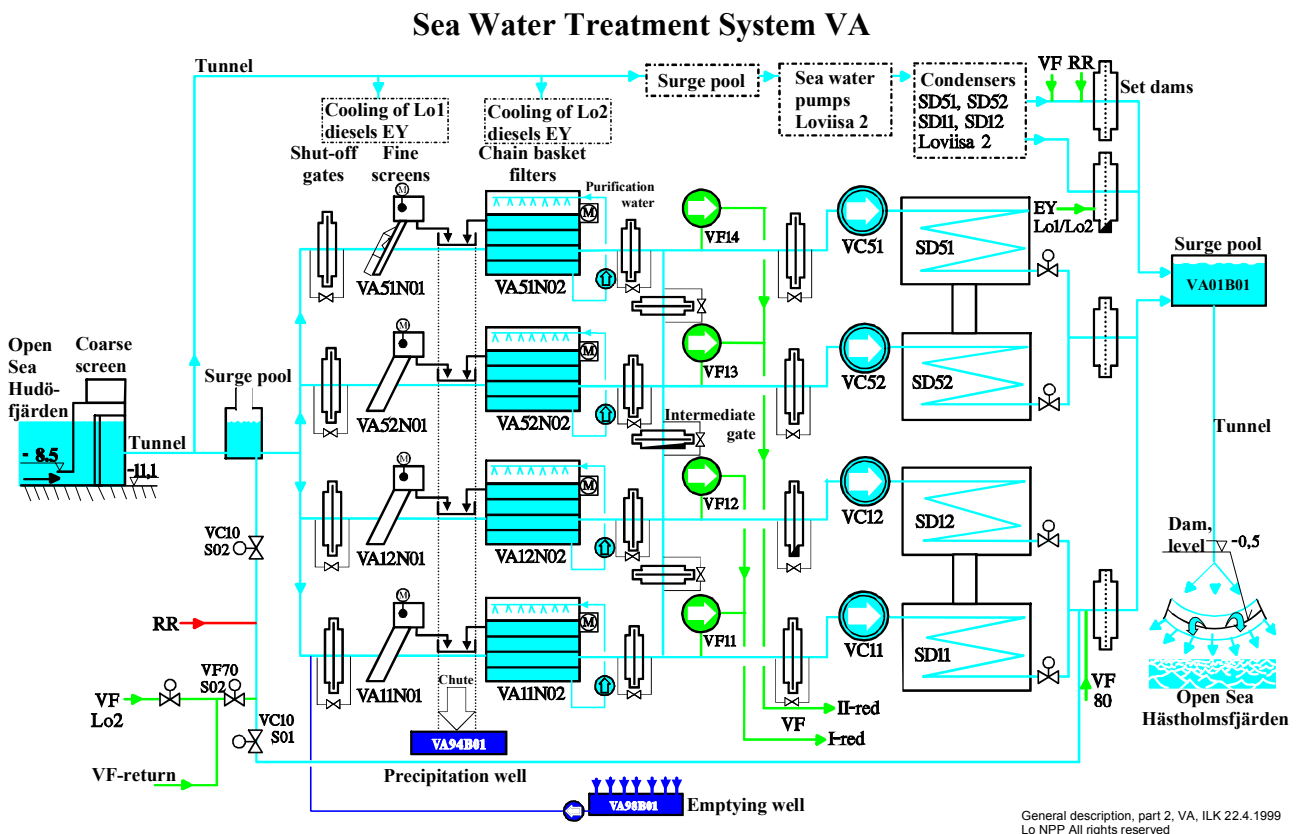 Sea Water Treatment System VA
Tunnel
Surge pool
Sea water
pumps
Loviisa 2
Condensers
SD51, SD52
SD11, SD12
Loviisa 2
VF RR
Set dams
Cooling of Lo1
diesels EY
Cooling of Lo2
diesels EY
Shut-off
gates
Fine
screens
Chain basket
filters
Purification
water
M
M
VA51N01
VA51N02
VF14
VC51
SD51
EY
Lo1/Lo2
Surge pool
VA01B01
Open
Sea
Hudö-
fjärden
Coarse
screen
Surge pool
Tunnel
- 8.5
-11,1
M
M
VA52N01
VA52N02
VF13
VC52
SD52
Intermediate
gate
Tunnel
M
M
VA12N01
VA12N02
VF12
VC12
SD12
Dam,
level
-0,5
VC10
S02
M
M
VA11N01
VA11N02
VF11
VC11
SD11
RR
VF
Lo2
VF70
S02
VC10
S01
VF-return
Chute
VA94B01
Precipitation well
VF
II-red
I-red
VF
80
Open Sea
Hästholmsfjärden
VA98B01
Emptying well
General description, part 2, VA, ILK 22.4.1999
Lo NPP All rights reserved